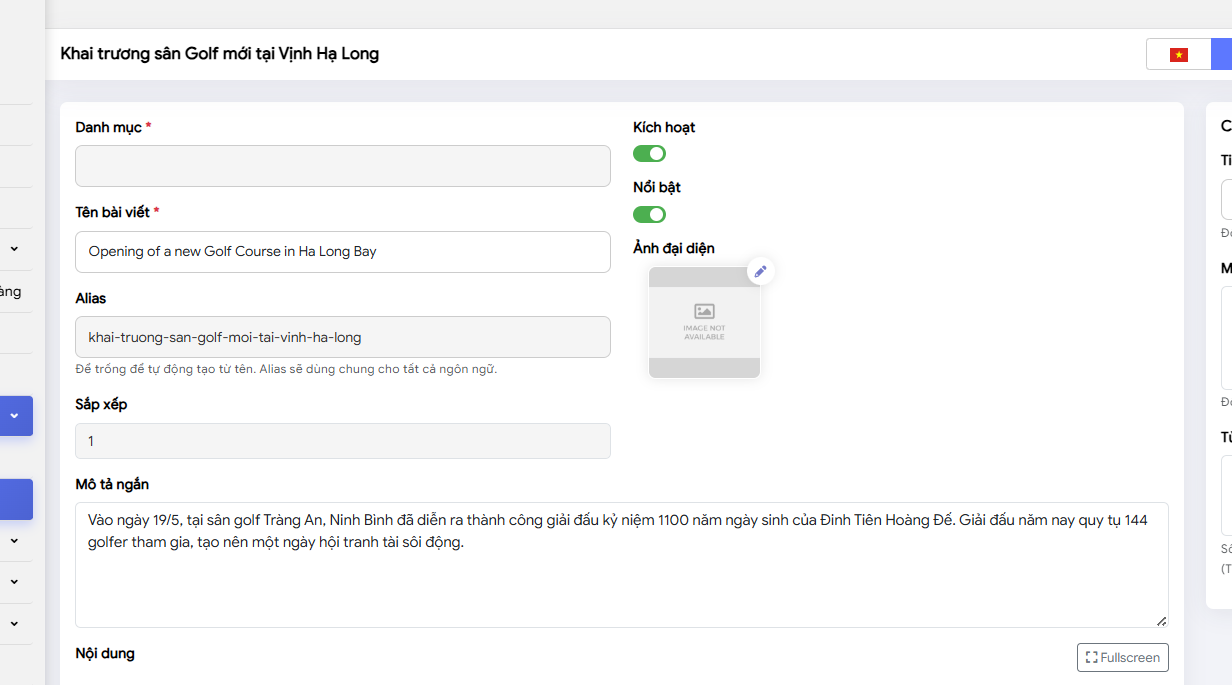 Khai trương sân Golf mới tại Vịnh Hạ Long
Danh mục *
Kích hoạt
Nổi bật
Tên bài viết *
Opening of a new Golf Course in Ha Long Bay
Ảnh đại diện
IMAGE NOT
AVAILABLE
Alias
khai-truong-san-golf-moi-tai-vinh-ha-long
Để trống để tự động tạo từ tên. Alias sẽ dùng chung cho tất cả ngôn ngữ.
Sắp xếp
1
Mô tả ngắn
Vào ngày 19/5, tại sân golf Tràng An, Ninh Bình đã diễn ra thành công giải đấu kỷ niệm 1100 năm ngày sinh của Đinh Tiên Hoàng Đế. Giải đấu năm nay quy tụ 144
golfer tham gia, tạo nên một ngày hội tranh tài sôi động.
Nội dung
Fullscreen